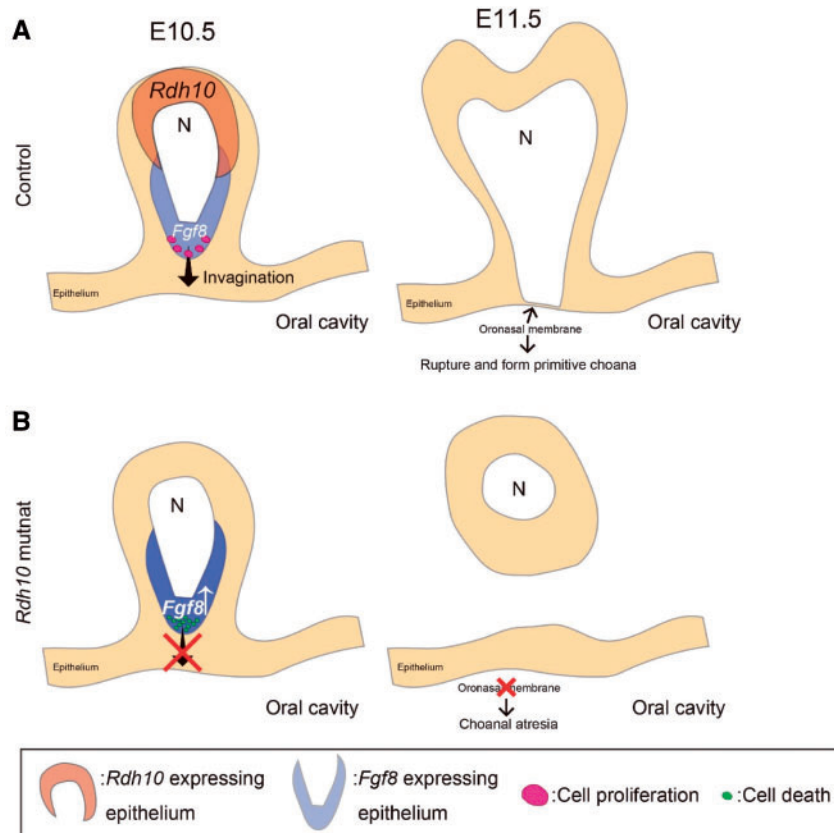 A
E10.5
E11.5
Control
Rdh10
N
Fgf8
Invagination
Epithelium
Oral cavity
N
Epithelium
Oronasal membrane
Oral cavity
Rupture and form primitive choana
B
Rdh10 mutnat
N
Fgf8↑
Epithelium
Oral cavity
N
Epithelium
Oronasal membrane
Choanal atresia
Oral cavity
:Rdh10 expressing
epithelium
:Fgf8 expressing
epithelium
:Cell proliferation
:Cell death